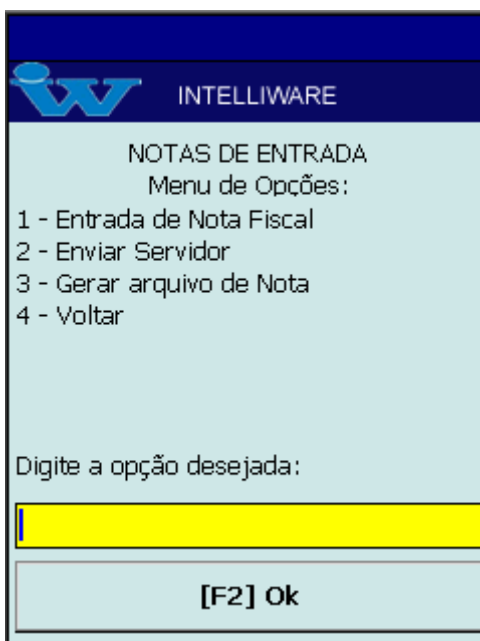 INTELLIWARE
NOTAS DE ENTRADA
Menu de Opções:
1 - Entrada de Nota Fiscal
2 - Enviar Servidor
3 - Gerar arquivo de Nota
4 - Voltar
Digite a opção desejada:
[F2] Ok